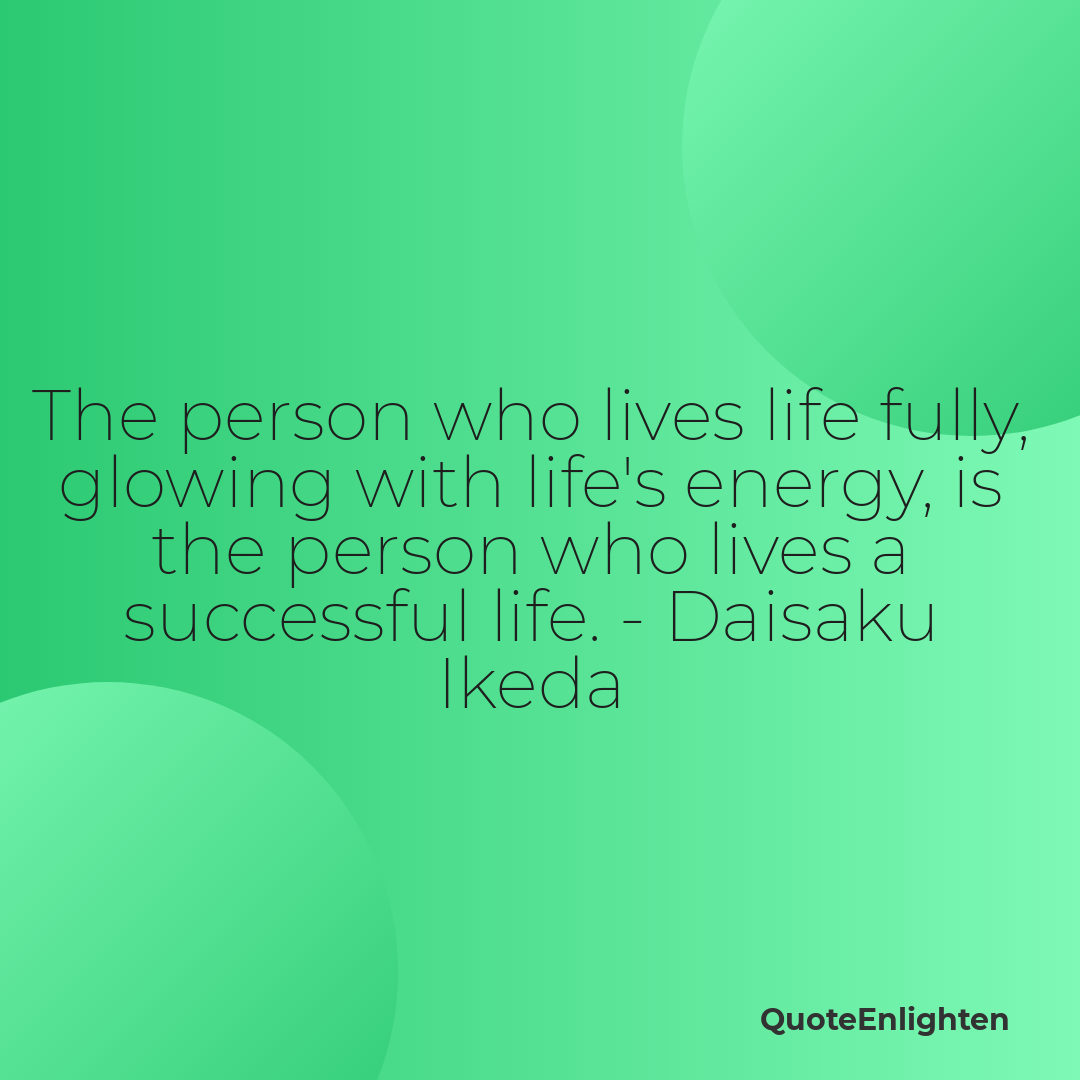 The person who lives life fully,
glowing with life's energy, is
the person who lives a
successful life. - Daisaku
Ikeda
QuoteEnlighten